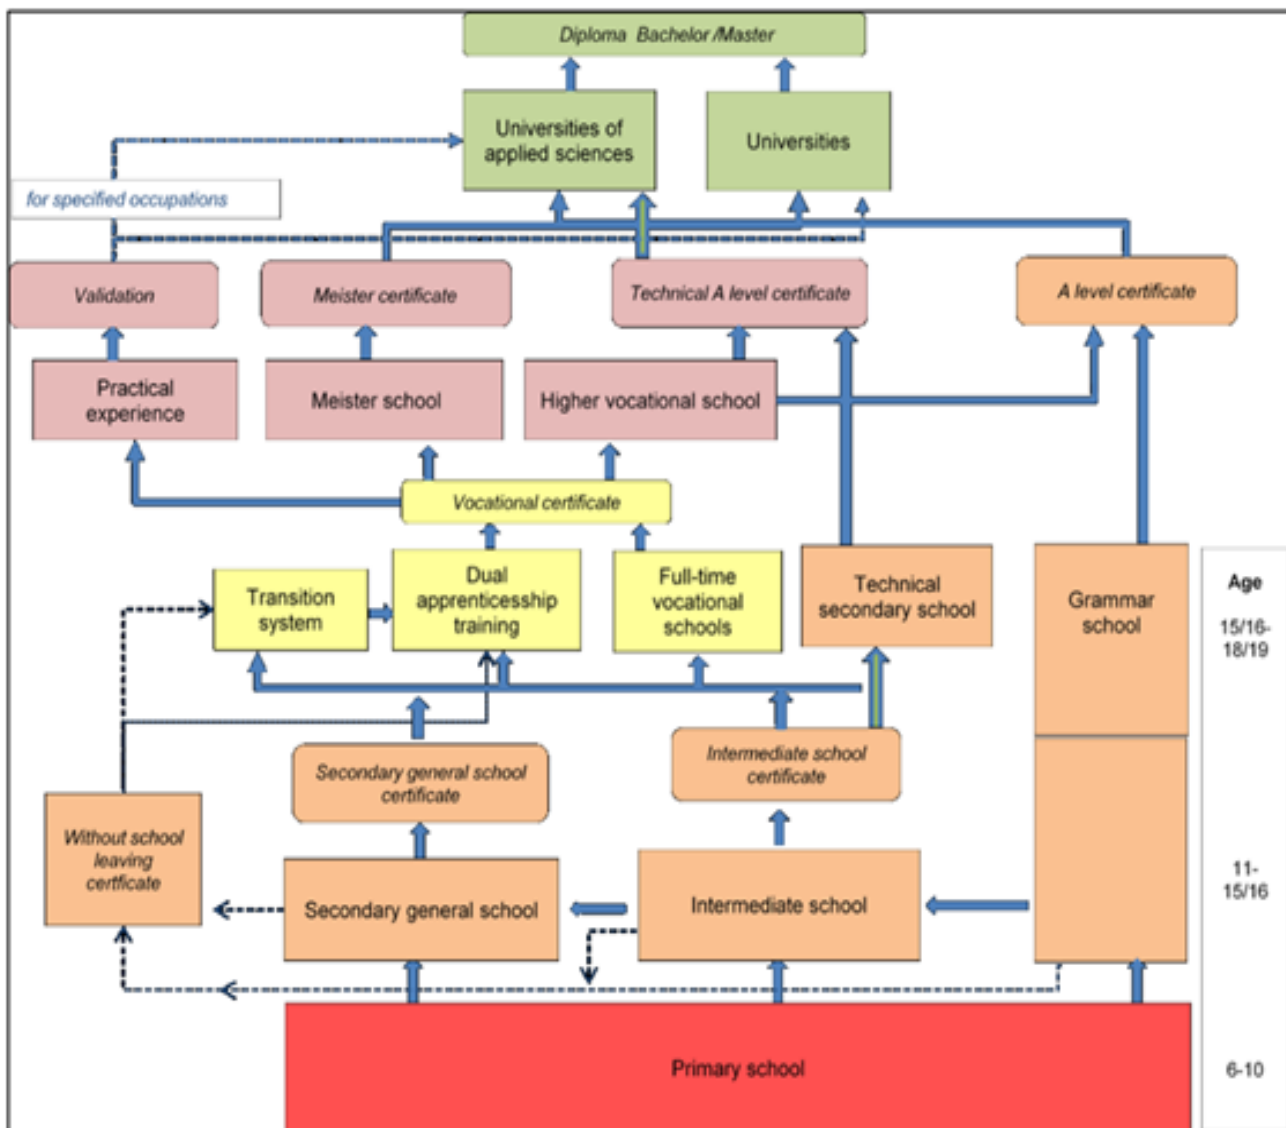 Diploma Bachelor /Master
Universities of
applied sciences
Universities
for specified occupations
Validation
Meister certificate
Technical A level certificate
A level certificate
Practical
experience
Meister school
Higher vocational school
Vocational certificate
Transition
system
Dual
apprenticesship
training
Full-time
vocational
schools
Technical
secondary school
Grammar
school
Age
15/16-
18/19
Secondary general school
certificate
Intermediate school
certificate
Without school
leaving
certficate
Secondary general school
Intermediate school
11-
15/16
Primary school
6-10